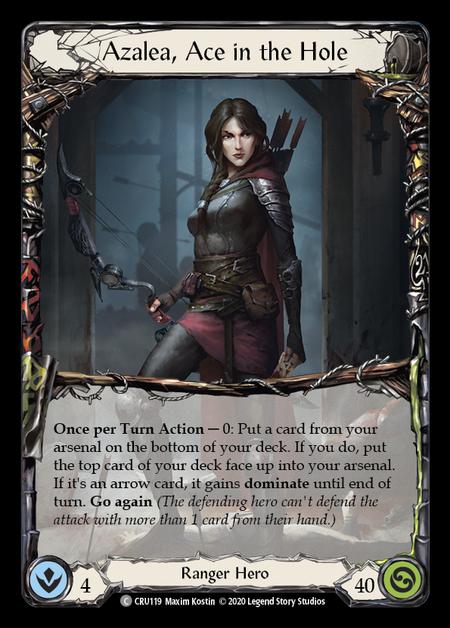 Azalea, Ace in the Hole
Once per Turn Action — 0: Put a card from your
arsenal on the bottom of your deck. If you do, put
the top card of your deck face up into your arsenal.
If it's an arrow card, it gains dominate until end of
turn. Go again (The defending hero can't defend the
attack with more than 1 card from their hand.)
4
Ranger Hero
40
C CRU119 Maxim Kostin © 2020 Legend Story Studios